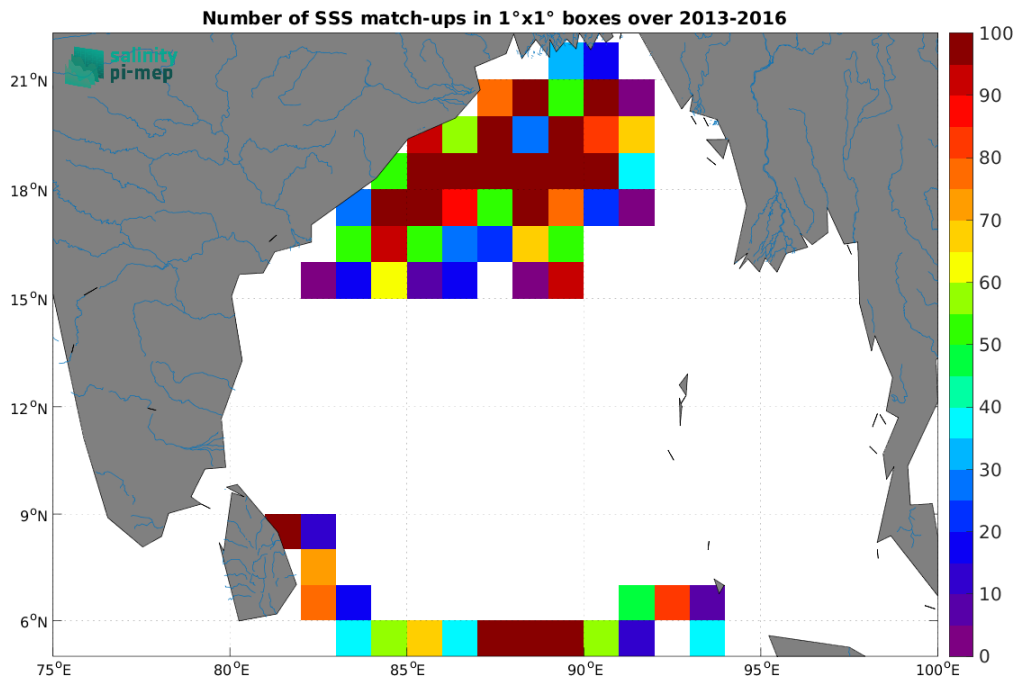 Number of SSS match-ups in 1°x1° boxes over 2013-2016
salinity
pi-mep
21°N
18°N
15°N
12°N
9°N
6°N
75°E 80°E 85°E 90°E 95°E 100°E
100
90
80
70
60
50
40
30
20
10
0